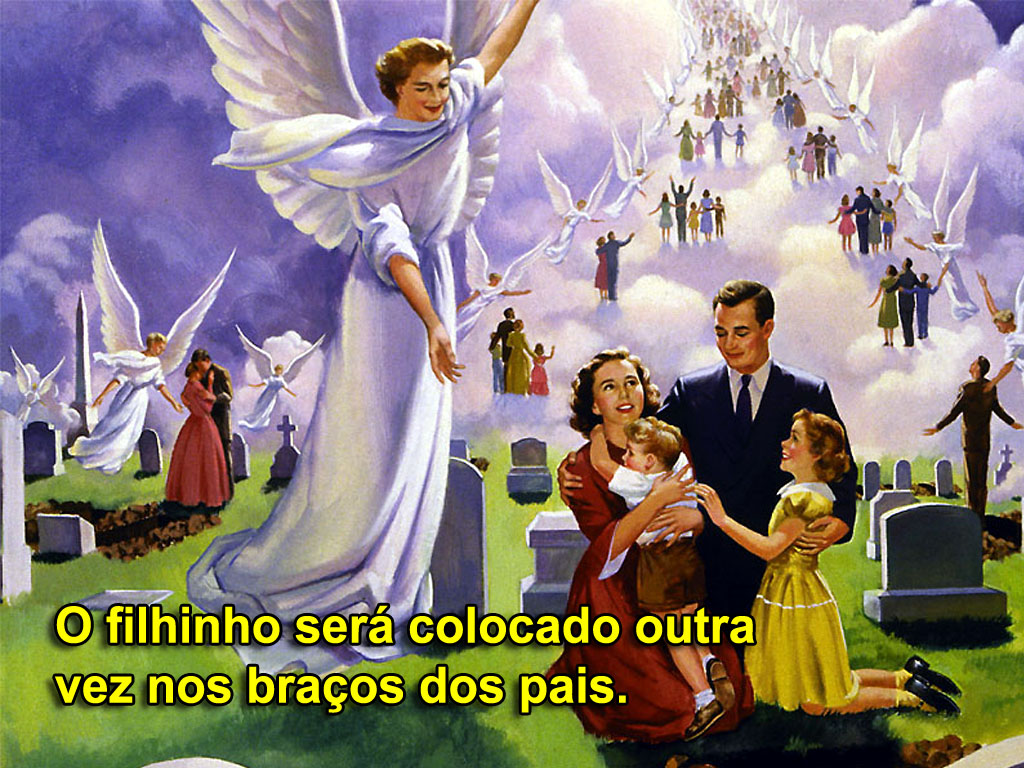 O filhinho será colocado outra
vez nos braços dos pais.